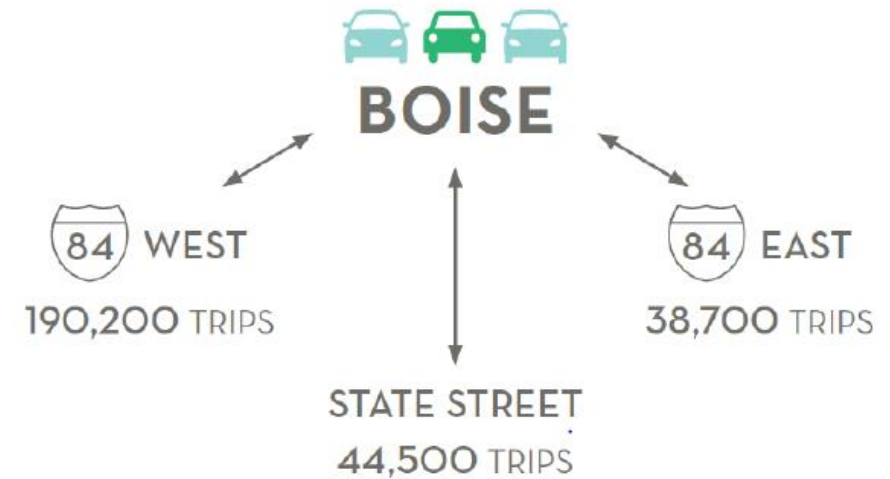 BOISE
84 WEST
190,200 TRIPS
84 EAST
38,700 TRIPS
STATE STREET
44,500 TRIPS